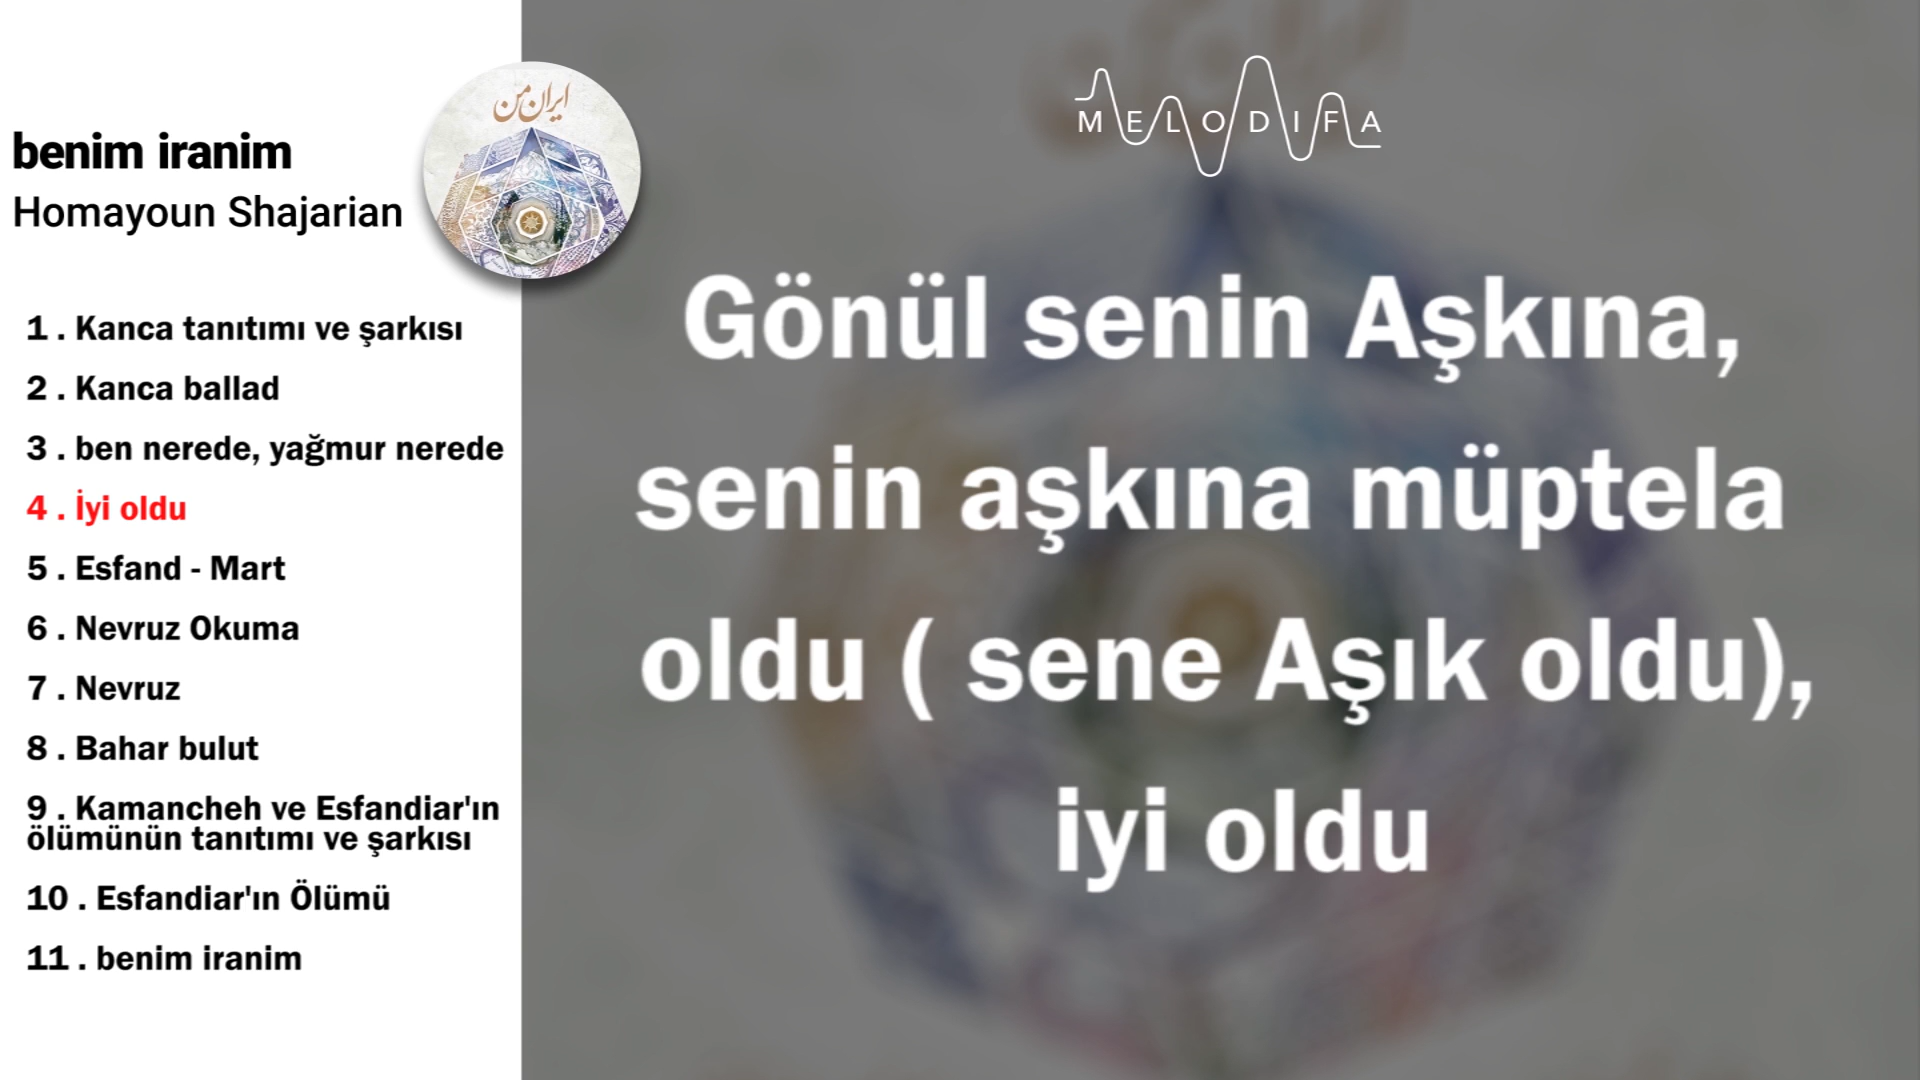 benim iranim
Homayoun Shajarian
ایران من
1 . Kanca tanıtımı ve şarkısı
2 . Kanca ballad
3 . ben nerede, yağmur nerede
4 . İyi oldu
5 . Esfand - Mart
6 . Nevruz Okuma
7 . Nevruz
8 . Bahar bulut
9 . Kamancheh ve Esfandiar'ın
ölümünün tanıtımı ve şarkısı
10 . Esfandiar'ın Ölümü
11 . benim iranim
MELODIFA
Gönül senin Aşkına,
senin aşkına müptela
oldu ( sene Aşık oldu),
iyi oldu